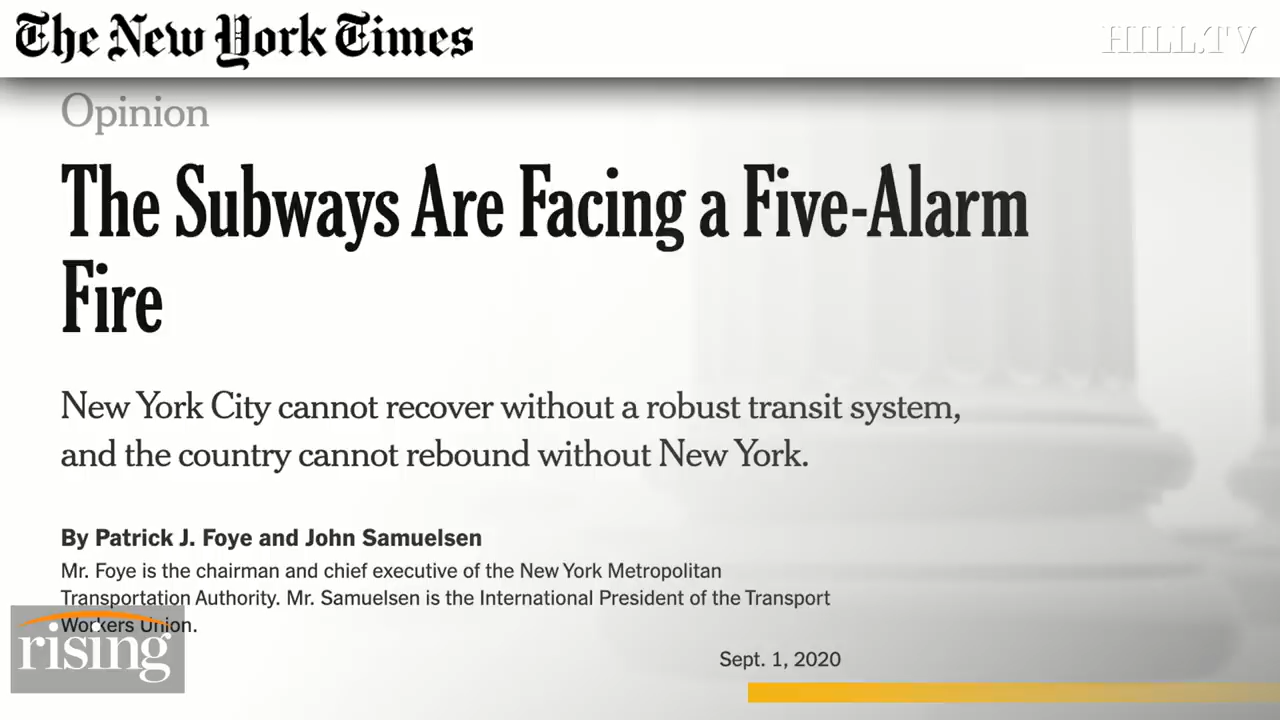 The New York Times
HILL.TV
Opinion
The Subways Are Facing a Five-Alarm
Fire
New York City cannot recover without a robust transit system,
and the country cannot rebound without New York.
By Patrick J. Foye and John Samuelsen
Mr. Foye is the chairman and chief executive of the New York Metropolitan
Transportation Authority. Mr. Samuelsen is the International President of the Transport
Workers Union.
rising
Sept. 1, 2020